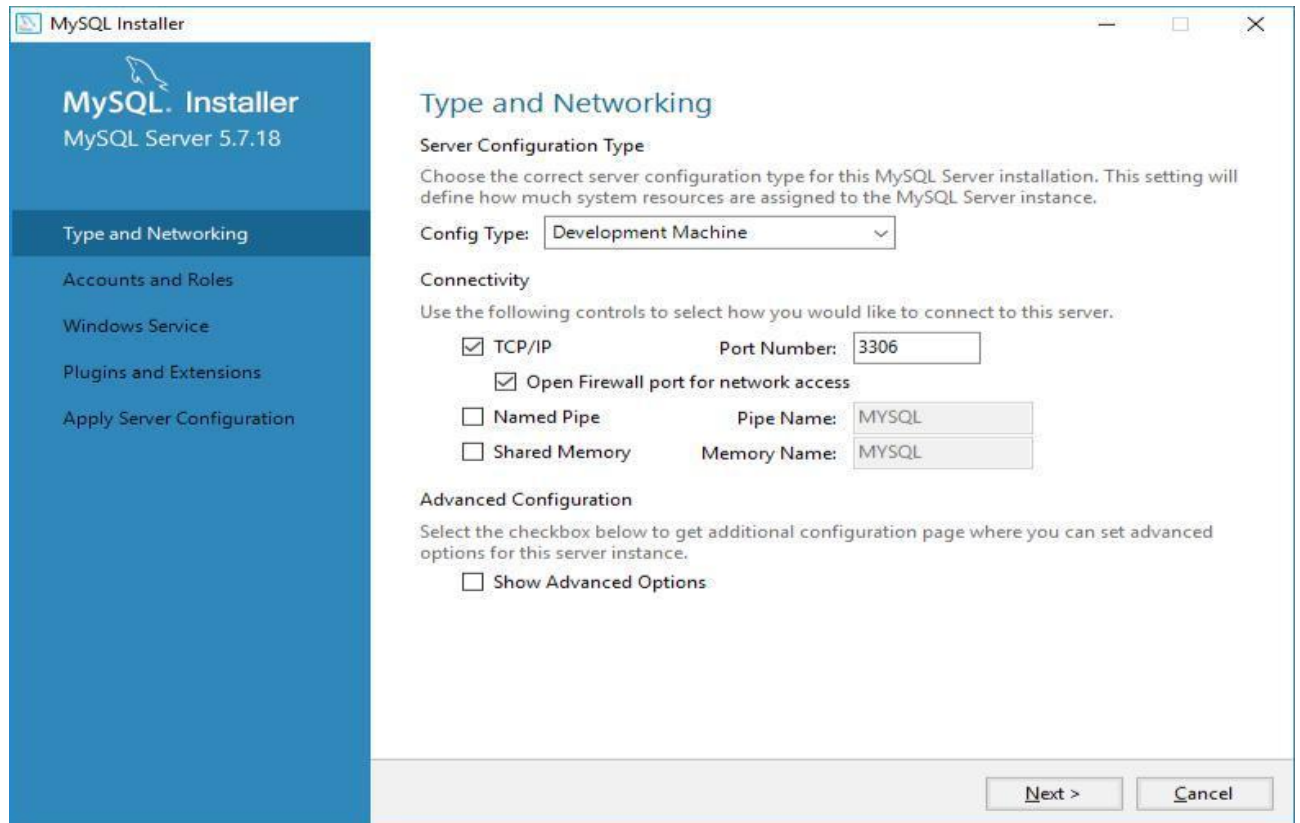 MySQL Installer
MySQL. Installer
MySQL Server 5.7.18
Type and Networking
Accounts and Roles
Windows Service
Plugins and Extensions
Apply Server Configuration
Type and Networking
Server Configuration Type
Choose the correct server configuration type for this MySQL Server installation. This setting will
define how much system resources are assigned to the MySQL Server instance.
Config Type: Development Machine
Connectivity
Use the following controls to select how you would like to connect to this server.
TCP/IP Port Number: 3306
Open Firewall port for network access
Named Pipe Pipe Name: MYSQL
Shared Memory Memory Name: MYSQL
Advanced Configuration
Select the checkbox below to get additional configuration page where you can set advanced
options for this server instance.
Show Advanced Options
Next > Cancel